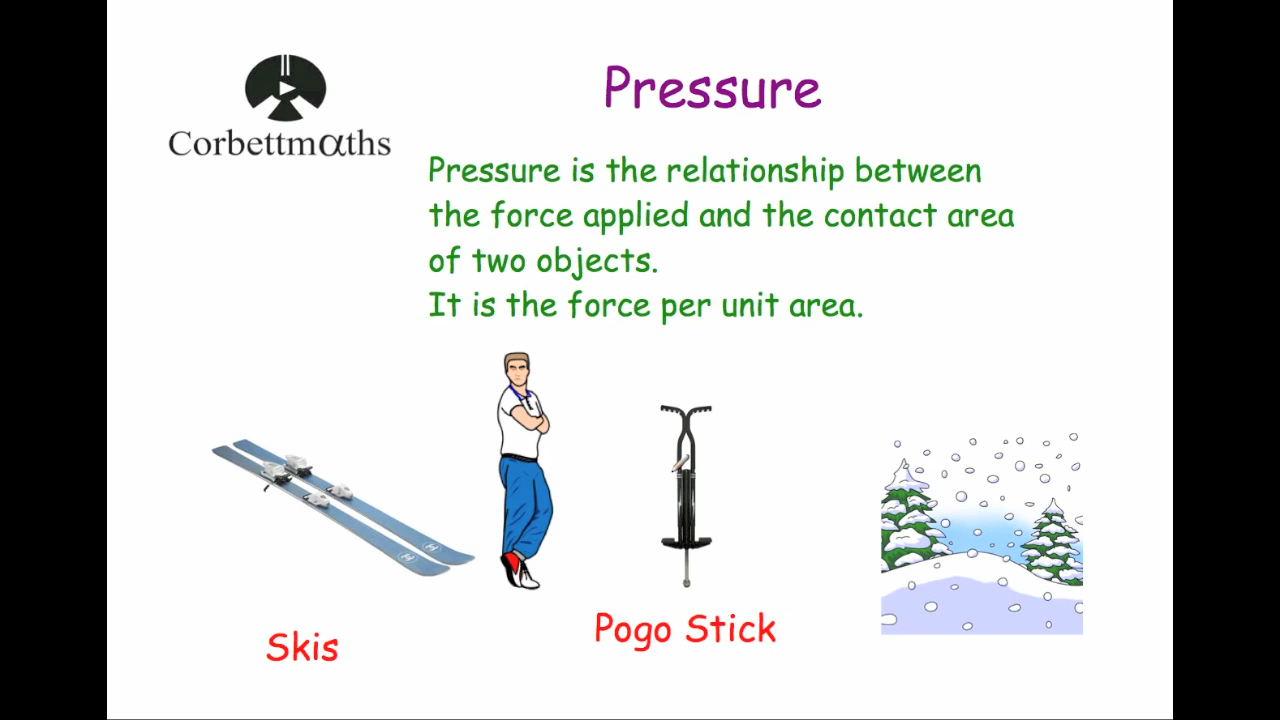 Corbettmαths
Pressure
Pressure is the relationship between
the force applied and the contact area
of two objects.
It is the force per unit area.
Skis
Pogo Stick